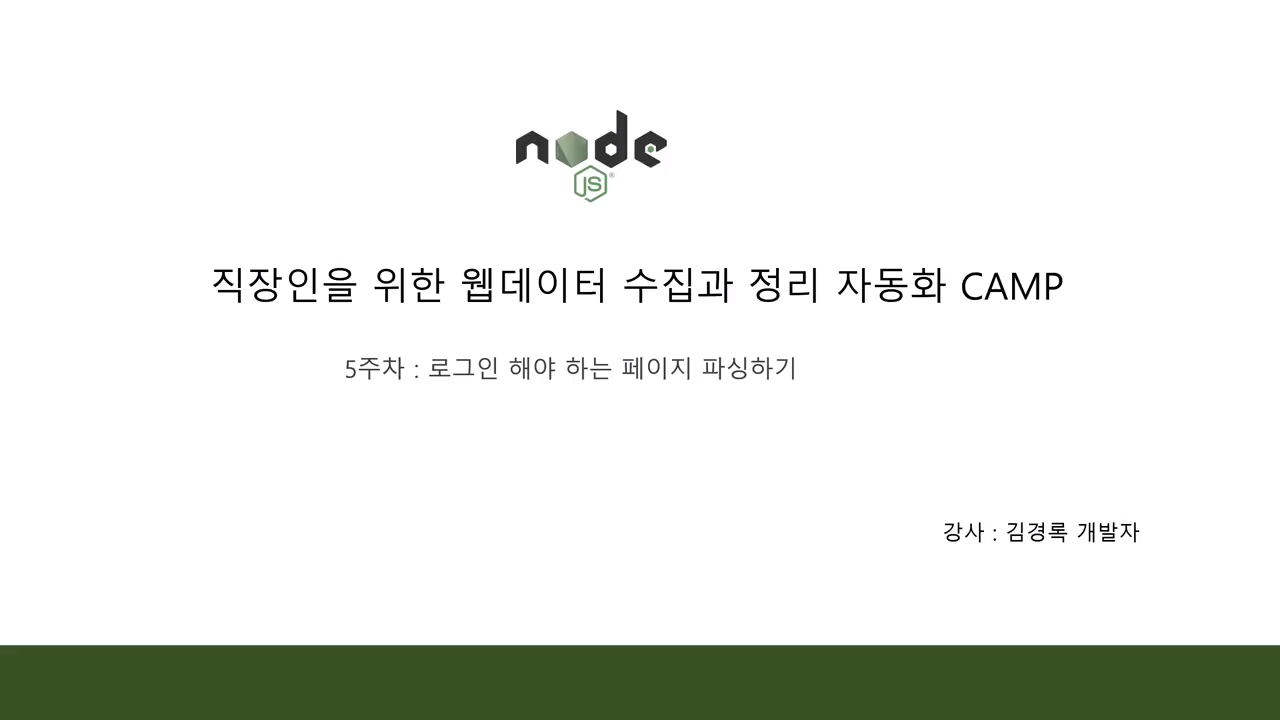 node
JS®
직장인을 위한 웹데이터 수집과 정리 자동화 CAMP
5주차 : 로그인 해야 하는 페이지 파싱하기
강사 : 김경록 개발자